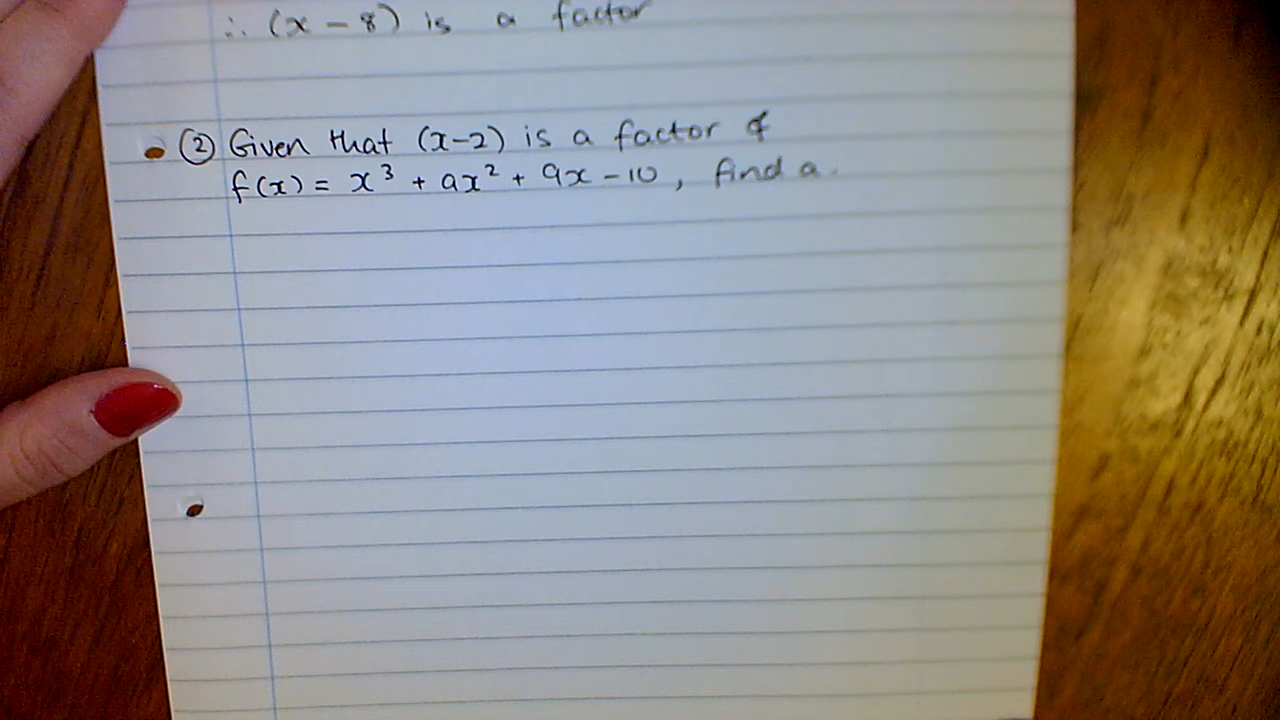 ∴ (x - 8) is a factor
② Given that (x-2) is a factor of
f(x) = x³ + ax² + 9x - 10, find a.